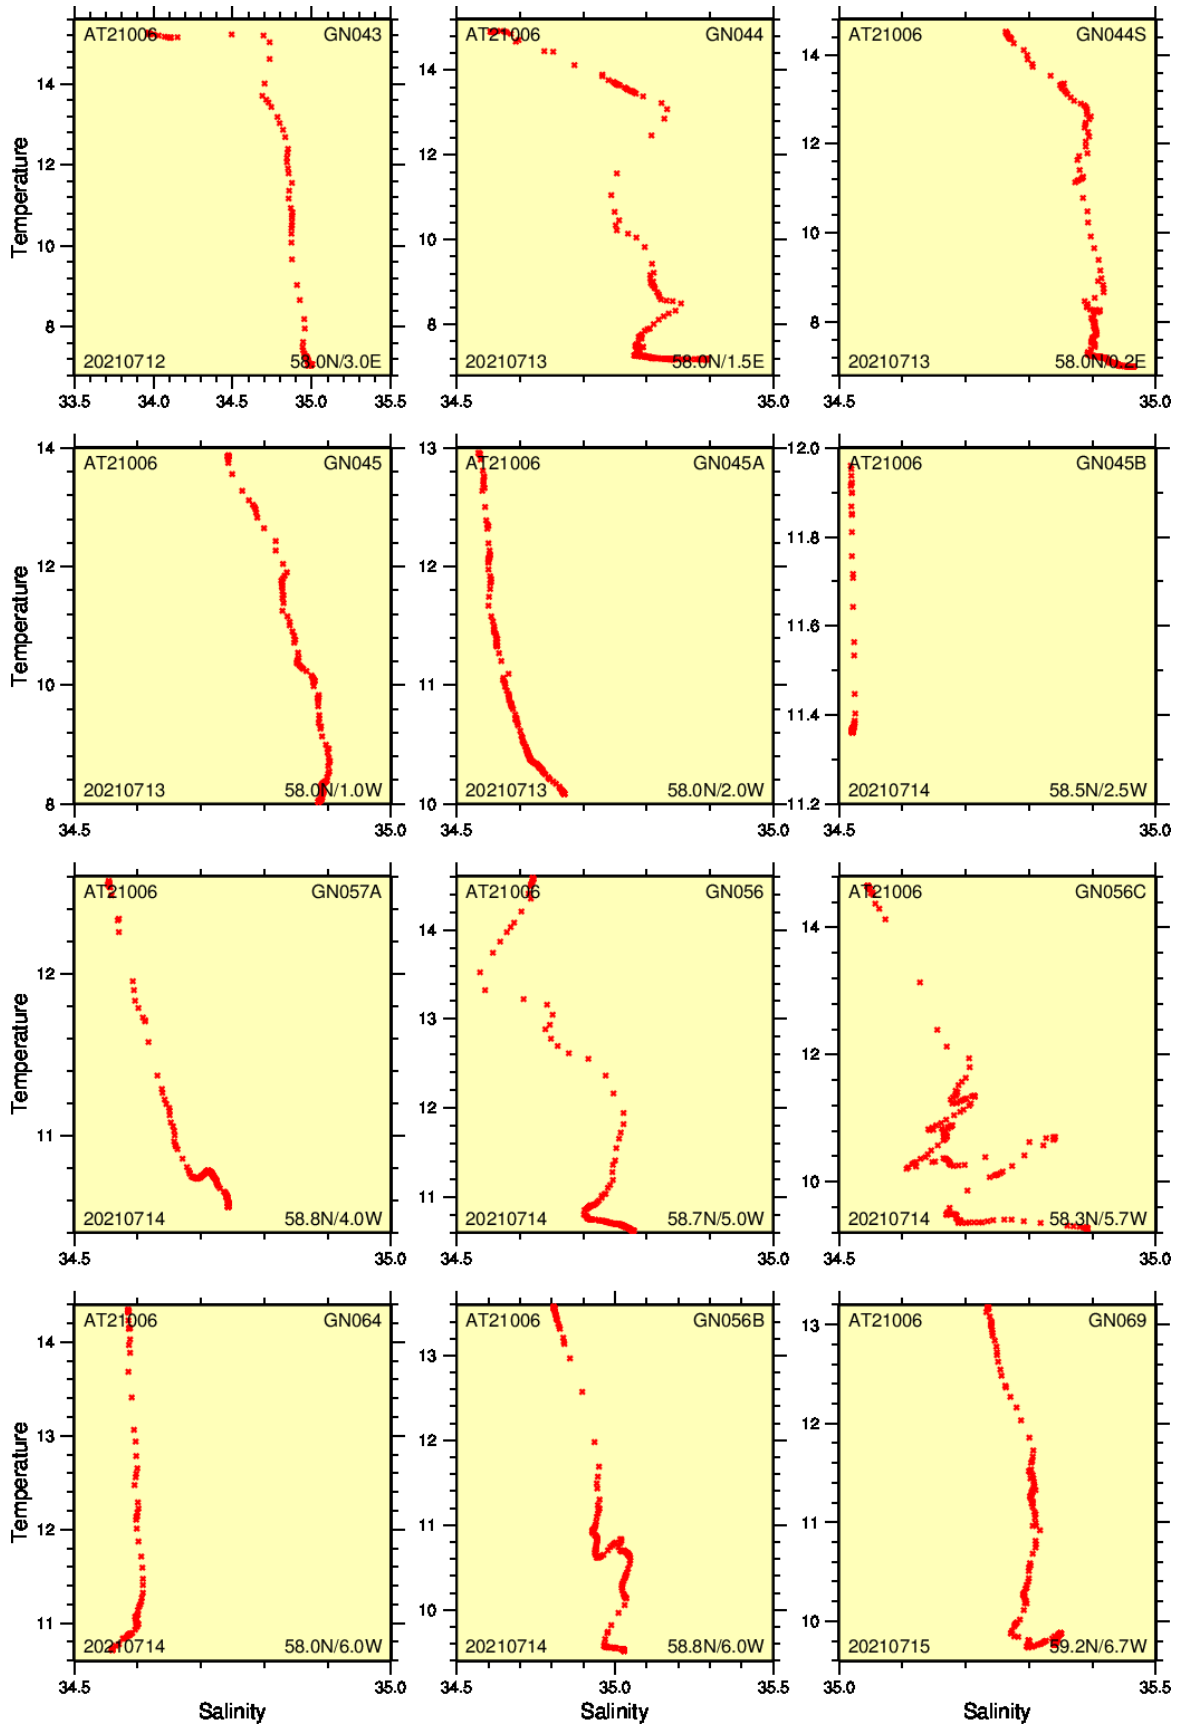 AT21006 GN043
14
12
10
8
Temperature
20210712 58.0N/3.0E
33.5 34.0 34.5 35.0 35.5
AT21006 GN044
14
12
10
8
20210713 58.0N/1.5E
34.5 35.0
AT21006 GN044S
14
12
10
8
20210713 58.0N/0.2E
34.5 35.0
14
AT21006 GN045
12
10
8
Temperature
20210713 58.0N/1.0W
34.5 35.0
13
AT21006 GN045A
12
11
10
20210713 58.0N/2.0W
34.5 35.0
12.0
AT21006 GN045B
11.8
11.6
11.4
11.2
20210714 58.5N/2.5W
34.5 35.0
AT21006 GN057A
12
11
Temperature
20210714 58.8N/4.0W
34.5 35.0
AT21006 GN056
14
13
12
11
20210714 58.7N/5.0W
34.5 35.0
AT21006 GN056C
14
12
10
20210714 58.3N/5.7W
34.5 35.0
AT21006 GN064
14
13
12
11
Temperature
20210714 58.0N/6.0W
34.5 35.0
Salinity
AT21006 GN056B
13
12
11
10
20210714 58.8N/6.0W
34.5 35.0 35.5
Salinity
AT21006 GN069
13
12
11
10
20210715 59.2N/6.7W
35.0 35.5
Salinity